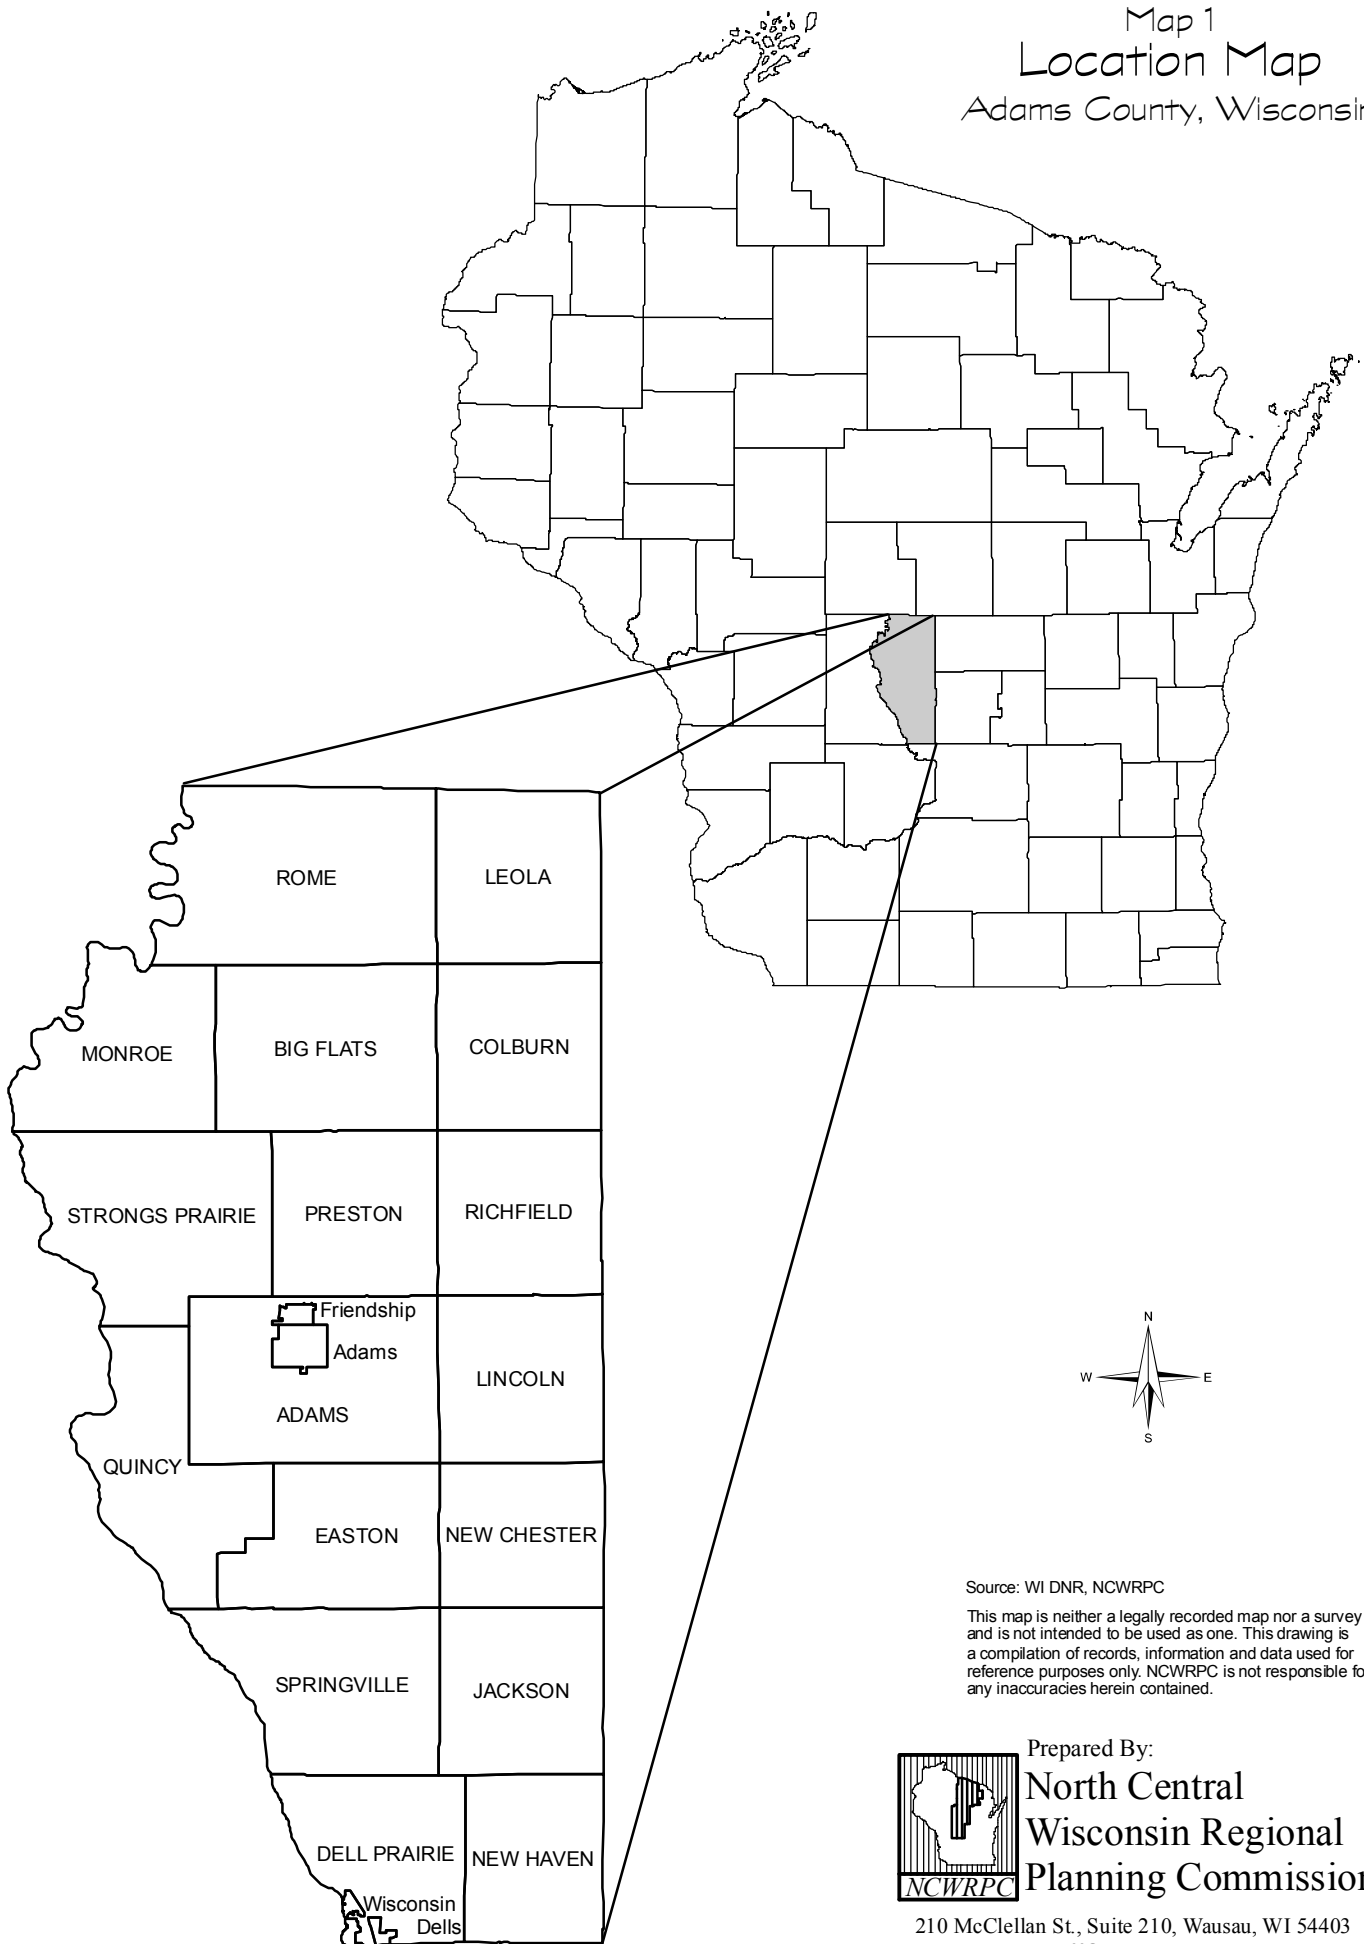 Map 1
Location Map
Adams County, Wisconsin
ROME
LEOLA
MONROE
BIG FLATS
COLBURN
STRONGS PRAIRIE
PRESTON
RICHFIELD
Friendship
Adams
LINCOLN
ADAMS
QUINCY
EASTON
NEW CHESTER
SPRINGVILLE
JACKSON
DELL PRAIRIE
NEW HAVEN
Wisconsin
Dells
N
W
E
S
Source: WI DNR, NCWRPC
This map is neither a legally recorded map nor a survey
and is not intended to be used as one. This drawing is
a compilation of records, information and data used for
reference purposes only. NCWRPC is not responsible fo
any inaccuracies herein contained.
Prepared By:
North Central
Wisconsin Regional
Planning Commission
NCWRPC
210 McClellan St., Suite 210, Wausau, WI 54403